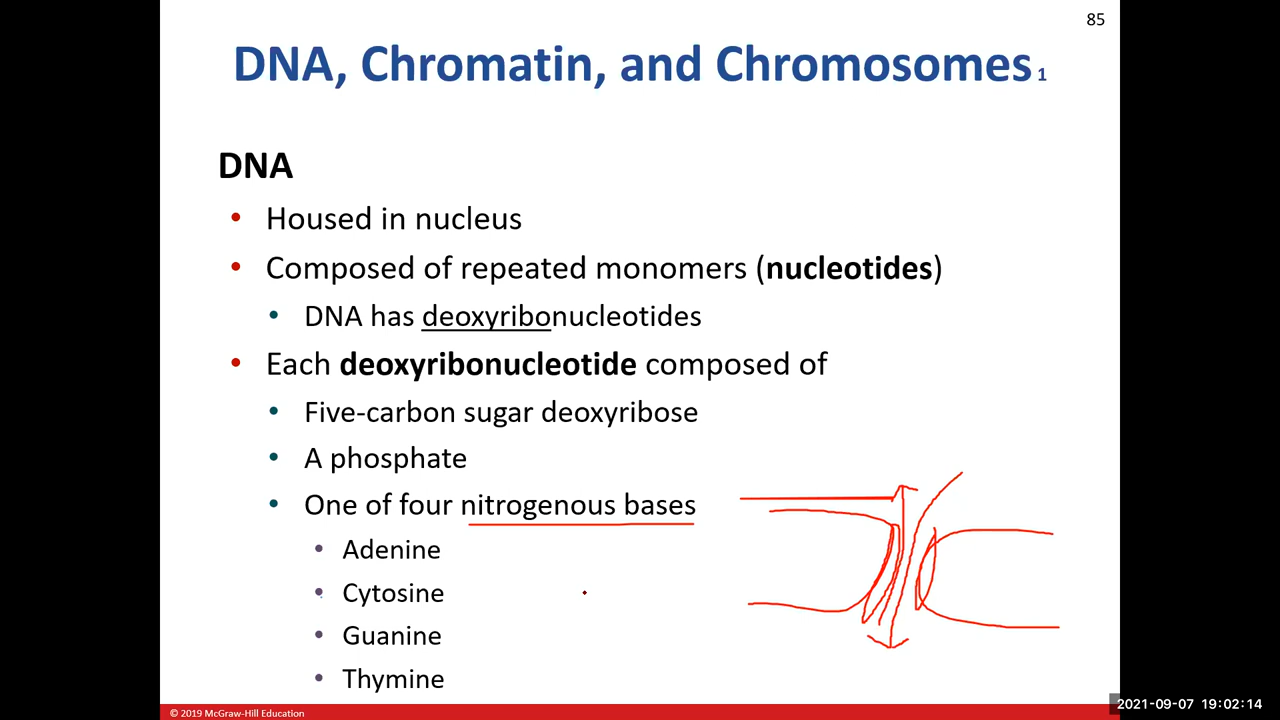 85
DNA, Chromatin, and Chromosomes 1
DNA
• Housed in nucleus
• Composed of repeated monomers (nucleotides)
• DNA has deoxyribonucleotides
• Each deoxyribonucleotide composed of
• Five-carbon sugar deoxyribose
• A phosphate
• One of four nitrogenous bases
• Adenine
• Cytosine
• Guanine
• Thymine
© 2019 McGraw-Hill Education
2021-09-07 19:02:14